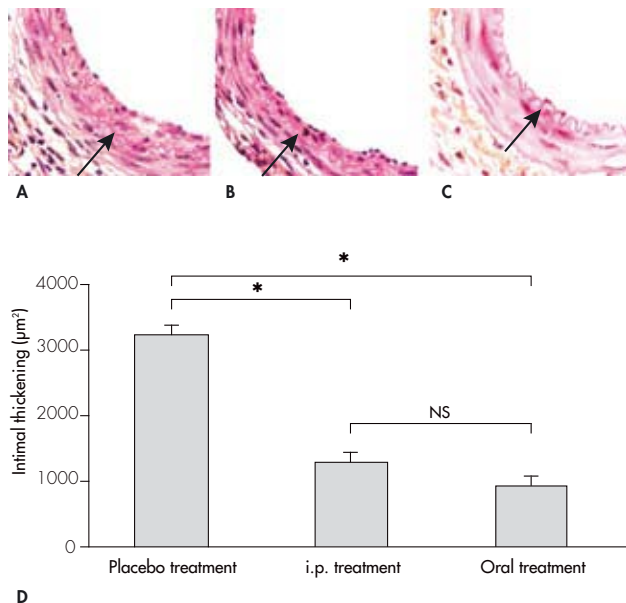 A B C
*
*
4000
3000
2000
1000
0
Intimal thickening (µm²)
NS
Placebo treatment i.p. treatment Oral treatment
D